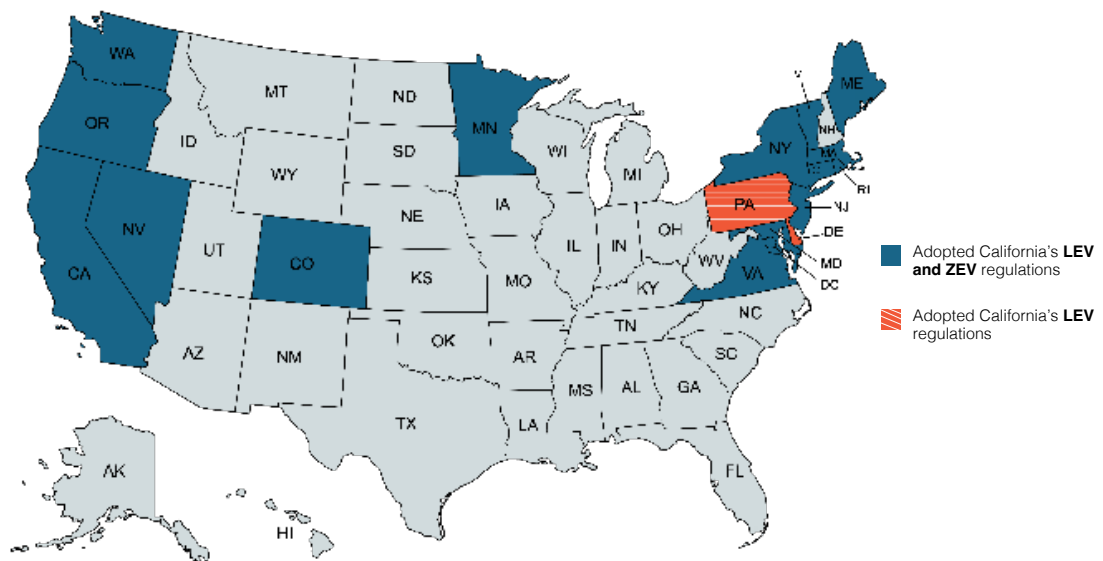 WA
MT
ND
MN
ME
OR
ID
SD
WI
MI
NY
NH
MA
RI
WY
NE
IA
PA
NJ
NV
UT
CO
IL
IN
OH
DE
CA
KS
MO
WV
VA
MD
DC
KY
AZ
NM
OK
AR
TN
NC
SC
TX
LA
MS
AL
GA
FL
AK
HI
Adopted California's LEV
and ZEV regulations
Adopted California's LEV
regulations